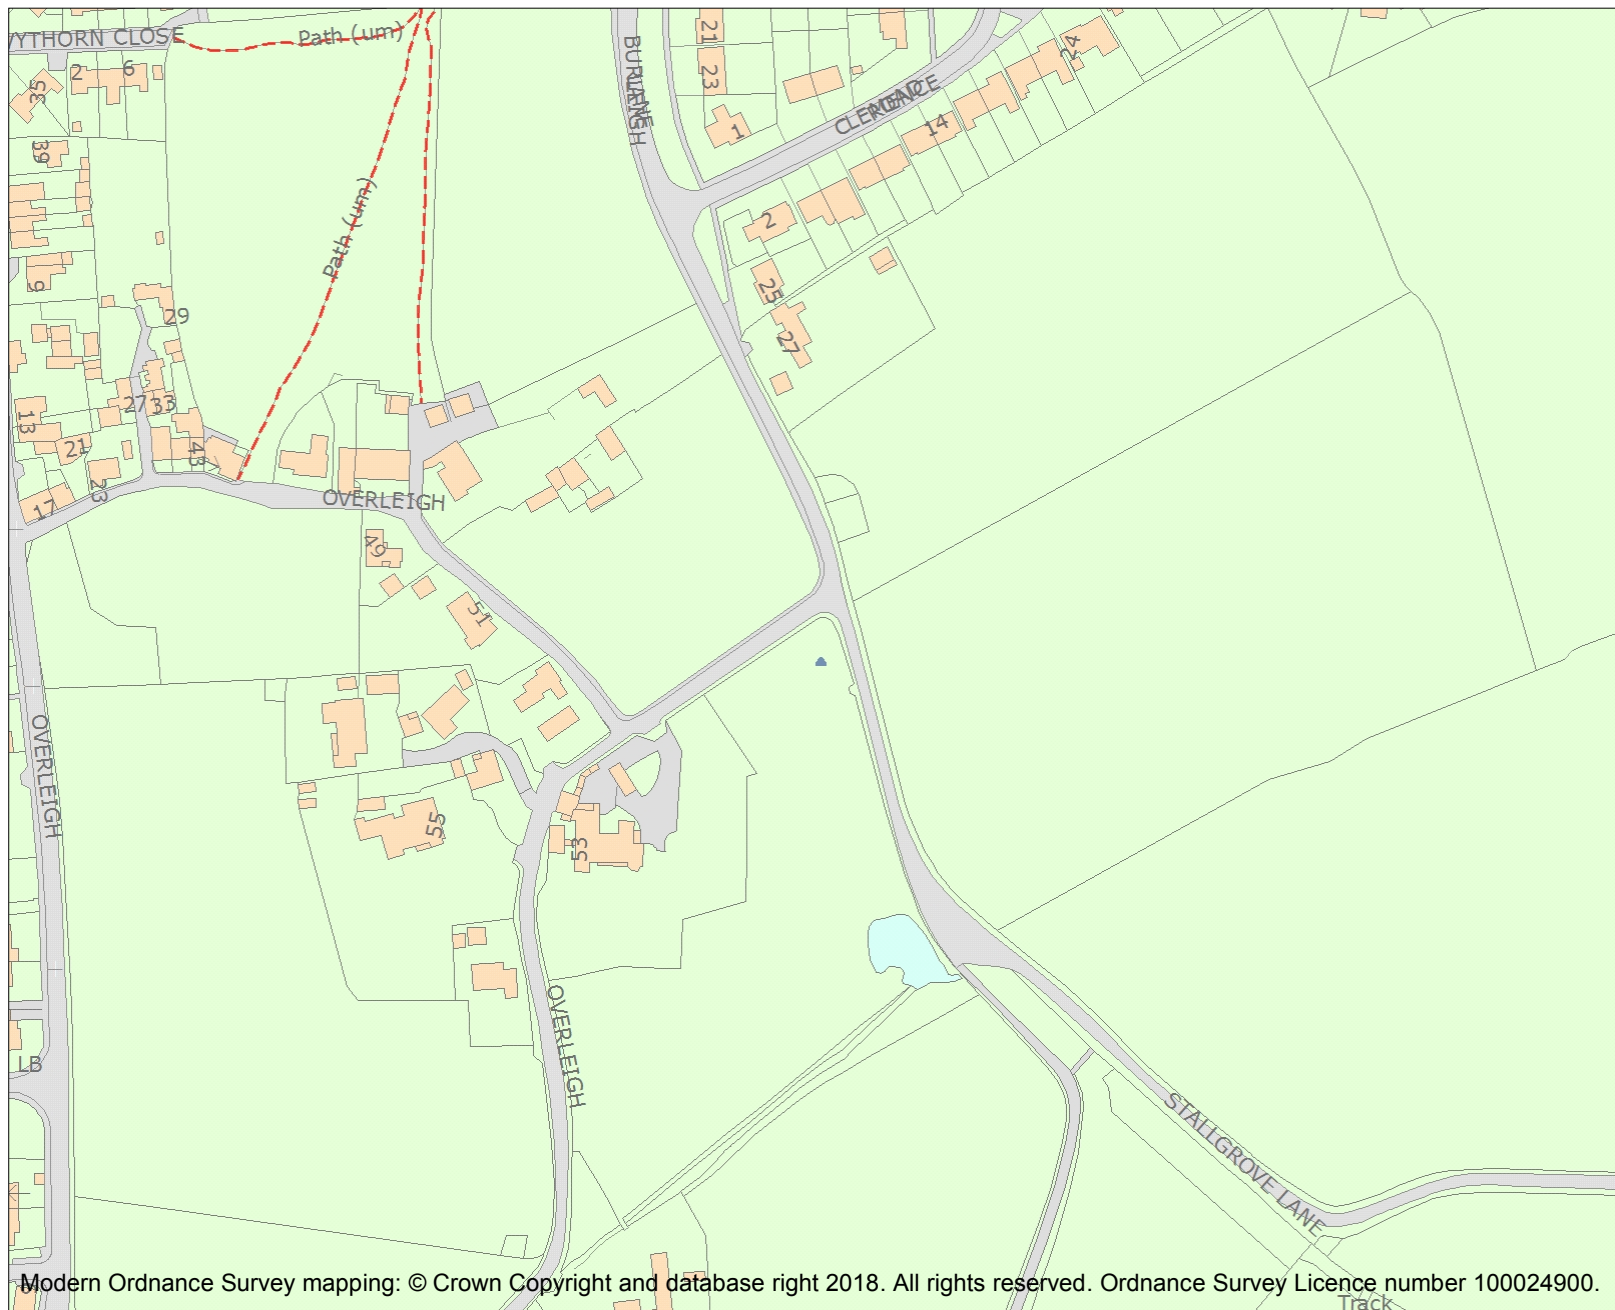 WYTHORN CLOSE
Path (um)
BURLEIGH
LANE
21
23
24
35
2
6
39
1
CLEMENCE
ROAD
14
Path (um)
2
9
25
29
27
27
33
13
21
43
23
17
OVERLEIGH
49
51
OVERLEIGH
55
53
OVERLEIGH
LB
STALLGROVE LANE
Modern Ordnance Survey mapping: © Crown Copyright and database right 2018. All rights reserved. Ordnance Survey Licence number 100024900.
Track